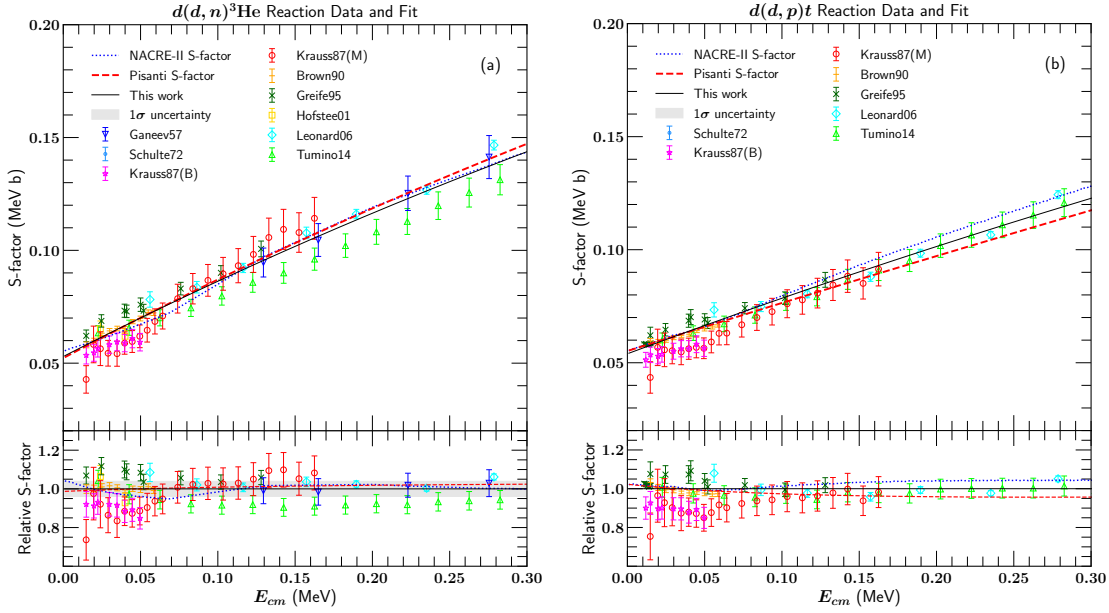 d(d, n)³He Reaction Data and Fit
0.20
0.15
0.10
0.05
S-factor (MeV b)
NACRE-II S-factor
Pisanti S-factor
This work
1σ uncertainty
Ganeev57
Schulte72
Krauss87(B)
Krauss87(M)
Brown90
Greife95
Hofstee01
Leonard06
Tumino14
(a)
1.2
1.0
0.8
Relative S-factor
0.00 0.05 0.10 0.15 0.20 0.25 0.30
E_cm (MeV)
d(d, p)t Reaction Data and Fit
0.20
0.15
0.10
0.05
S-factor (MeV b)
NACRE-II S-factor
Pisanti S-factor
This work
1σ uncertainty
Schulte72
Krauss87(B)
Krauss87(M)
Brown90
Greife95
Leonard06
Tumino14
(b)
1.2
1.0
0.8
Relative S-factor
0.00 0.05 0.10 0.15 0.20 0.25 0.30
E_cm (MeV)